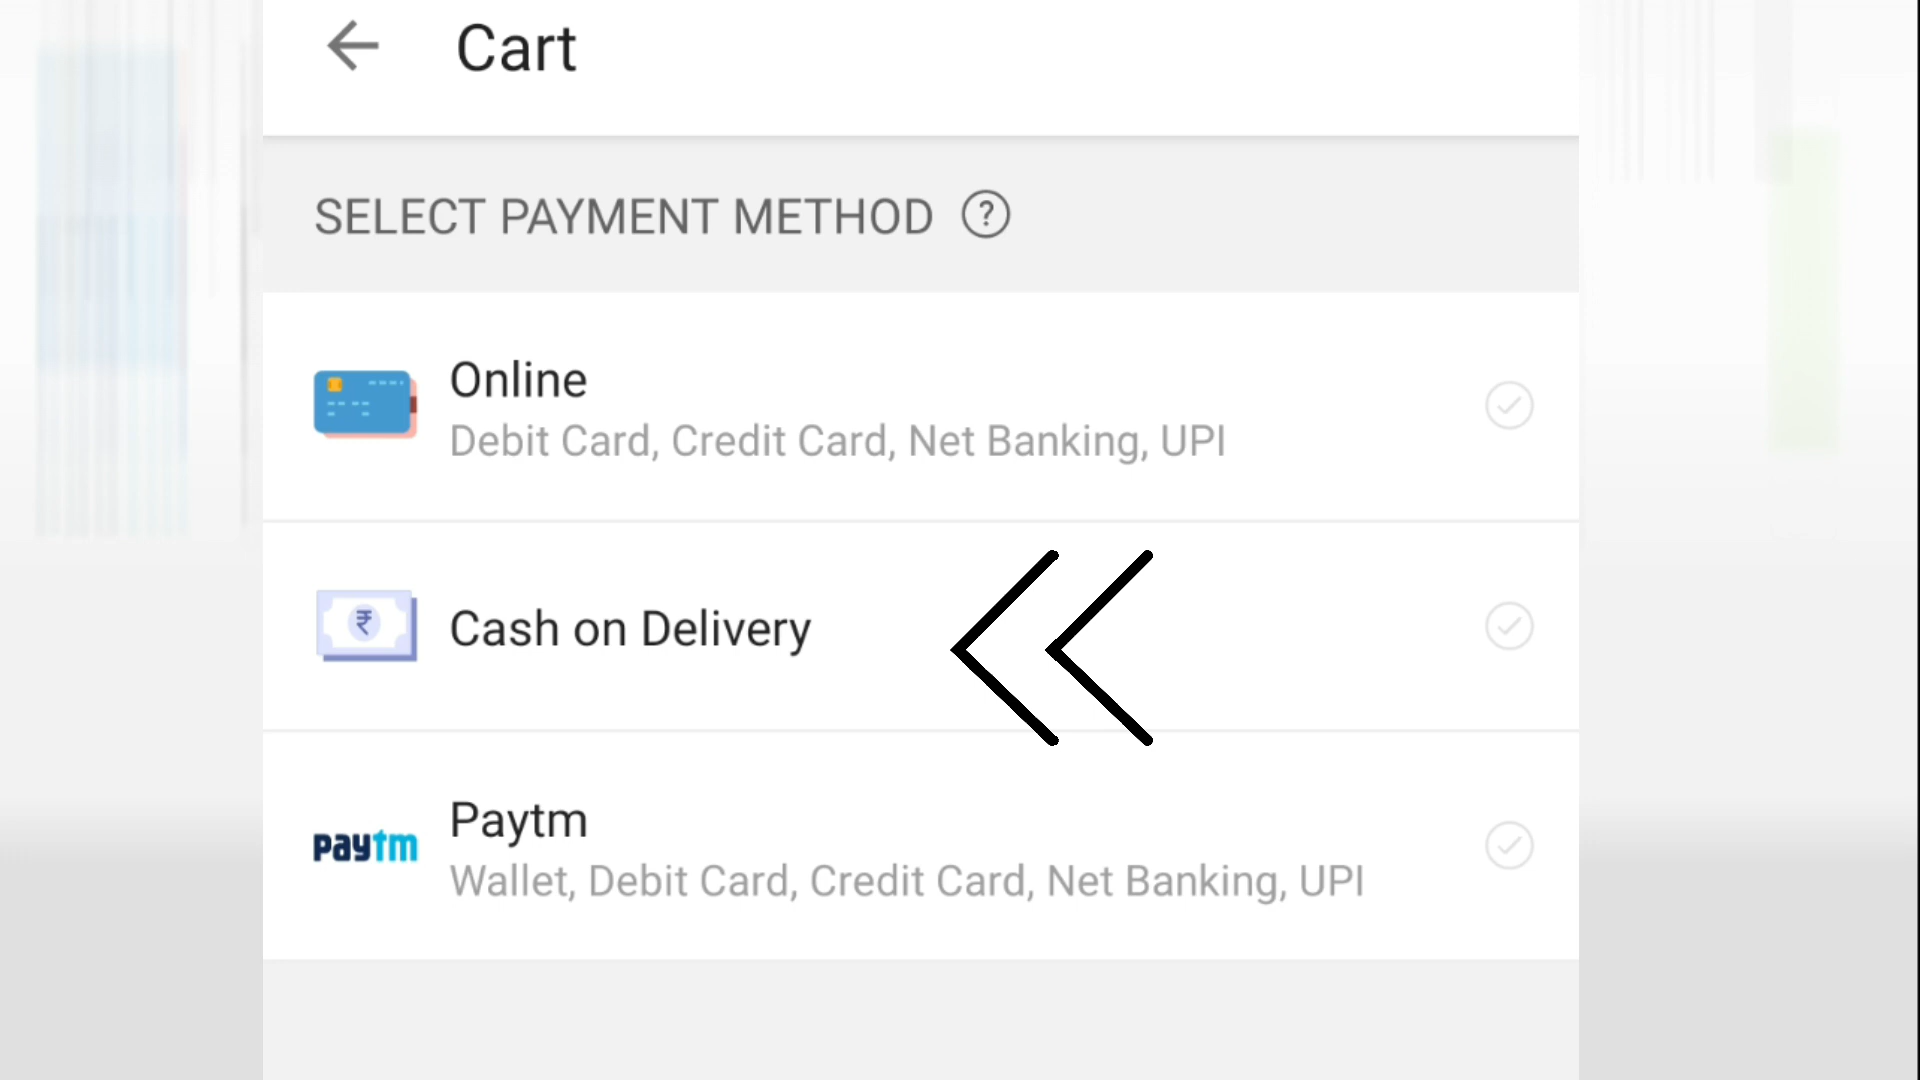 Cart
SELECT PAYMENT METHOD ?
Online
Debit Card, Credit Card, Net Banking, UPI
₹
Cash on Delivery
Paytm
paytm
Wallet, Debit Card, Credit Card, Net Banking, UPI